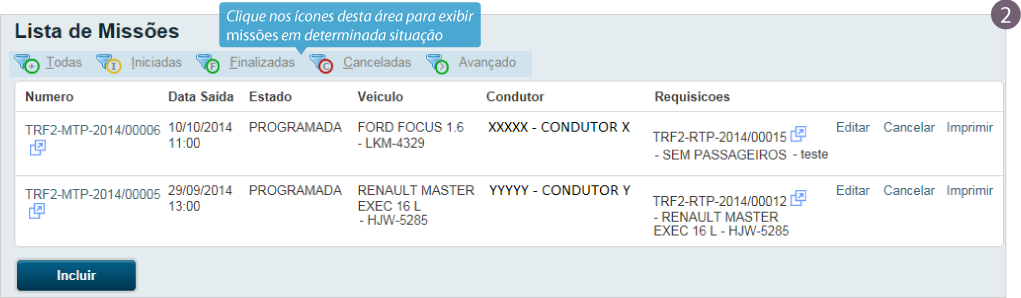 Clique nos ícones desta área para exibir
missões em determinada situação
2
Lista de Missões
Todas Iniciadas Finalizadas Canceladas Avançado
Numero Data Saída Estado Veiculo Condutor Requisicoes
TRF2-MTP-2014/00006 10/10/2014 PROGRAMADA FORD FOCUS 1.6 XXXXX - CONDUTOR X TRF2-RTP-2014/00015 Editar Cancelar Imprimir
11:00 - LKM-4329 - SEM PASSAGEIROS - teste
TRF2-MTP-2014/00005 29/09/2014 PROGRAMADA RENAULT MASTER YYYYY - CONDUTOR Y TRF2-RTP-2014/00012 Editar Cancelar Imprimir
13:00 EXEC 16 L - RENAULT MASTER
- HJW-5285 EXEC 16 L - HJW-5285
Incluir